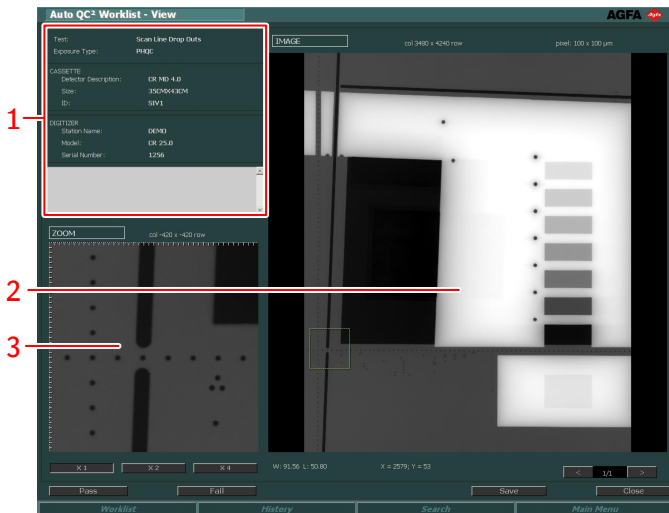 Auto QC² Worklist - View
AGFA Agfa
Test: Scan Line Drop Outs
Exposure Type: PHQC
IMAGE
col 3480 x 4240 row
pixel: 100 x 100 µm
CASSETTE
Detector Description: CR MD 4.0
Size: 35CMX43CM
ID: SIV1
1
DIGITIZER
Station Name: DEMO
Model: CR 25.0
Serial Number: 1256
ZOOM
col -420 x -420 row
2
3
X 1 X 2 X 4
W: 91.56 L: 50.80
X = 2579; Y = 53
< 1/1 >
Pass Fail Save Close
Worklist History Search Main Menu